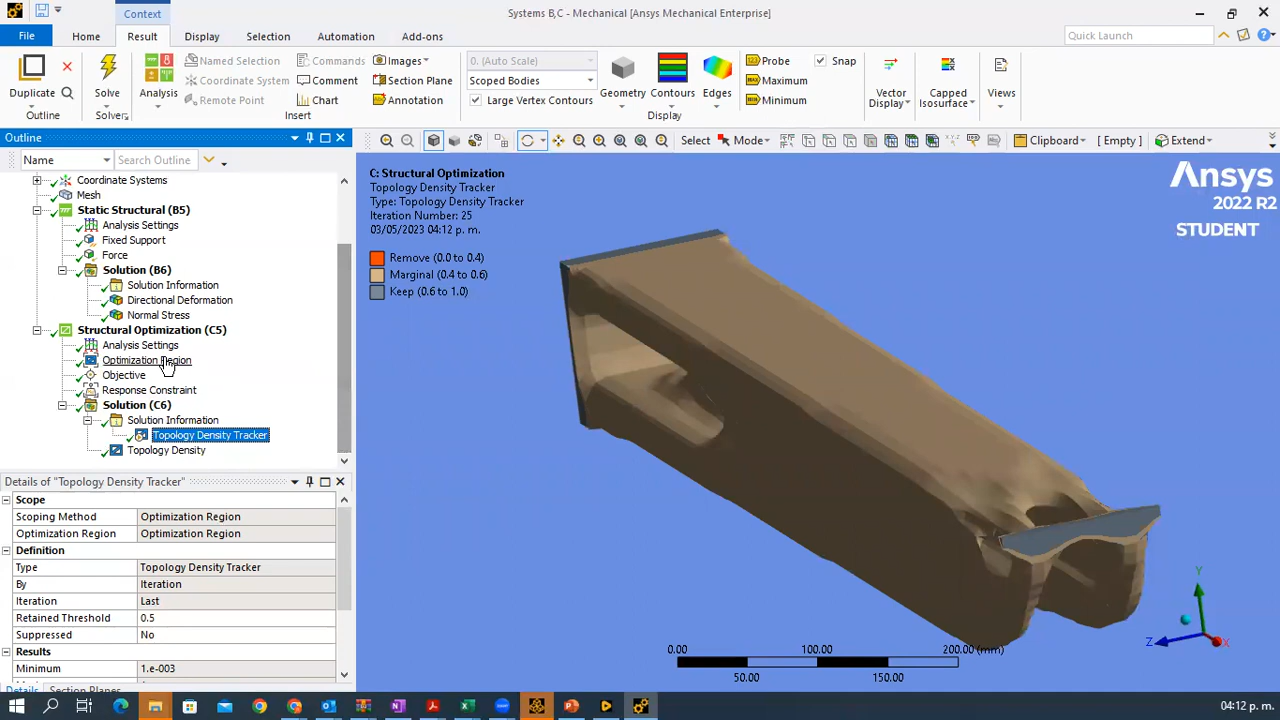 Context
Systems B,C - Mechanical [Ansys Mechanical Enterprise]
File
Home
Result
Display
Selection
Automation
Add-ons
Quick Launch
Duplicate
Outline
Solve
Solver
Analysis
Named Selection
Coordinate System
Remote Point
Commands
Comment
Chart
Images
Section Plane
Annotation
Insert
0. (Auto Scale)
Scoped Bodies
Large Vertex Contours
Geometry
Contours
Edges
Display
Probe
Maximum
Minimum
Snap
Vector
Display
Capped
Isosurface
Views
Outline
Select
Mode
Clipboard
[ Empty ]
Extend
Name
Search Outline
Coordinate Systems
Mesh
Static Structural (B5)
Analysis Settings
Fixed Support
Force
Solution (B6)
Solution Information
Directional Deformation
Normal Stress
Structural Optimization (C5)
Analysis Settings
Optimization Region
Objective
Response Constraint
Solution (C6)
Solution Information
Topology Density Tracker
Topology Density
Details of "Topology Density Tracker"
Scope
Scoping Method Optimization Region
Optimization Region Optimization Region
Definition
Type Topology Density Tracker
By Iteration
Iteration Last
Retained Threshold 0.5
Suppressed No
Results
Minimum 1.e-003
Details
Section Planes
C: Structural Optimization
Topology Density Tracker
Type: Topology Density Tracker
Iteration Number: 25
03/05/2023 04:12 p. m.
Remove (0.0 to 0.4)
Marginal (0.4 to 0.6)
Keep (0.6 to 1.0)
Ansys
2022 R2
STUDENT
0.00 100.00 200.00 (mm)
50.00 150.00
Y
Z
X
04:12 p. m.